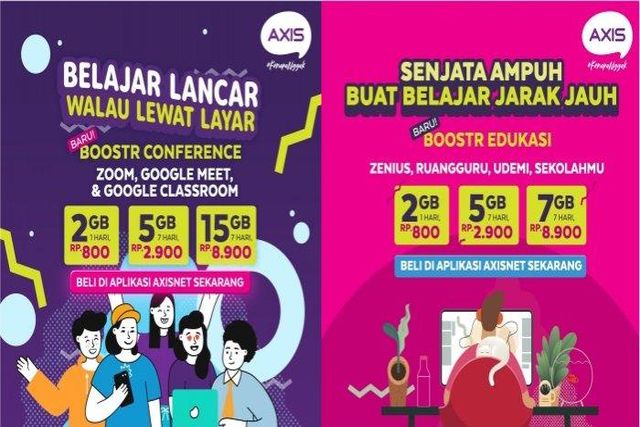 AXIS
#KenapaNggak
BELAJAR LANCAR
WALAU LEWAT LAYAR
BARU!
BOOSTR CONFERENCE
ZOOM, GOOGLE MEET,
& GOOGLE CLASSROOM
2GB
1 HARI,
RP.800
5GB
7 HARI,
RP.2.900
15GB
7 HARI,
RP.8.900
BELI DI APLIKASI AXISNET SEKARANG
AXIS
#KenapaNggak
SENJATA AMPUH
BUAT BELAJAR JARAK JAUH
BARU!
BOOSTR EDUKASI
ZENIUS, RUANGGURU, UDEMI, SEKOLAHMU
2GB
1 HARI,
RP.800
5GB
7 HARI,
RP.2.900
7GB
7 HARI,
RP.8.900
BELI DI APLIKASI AXISNET SEKARANG